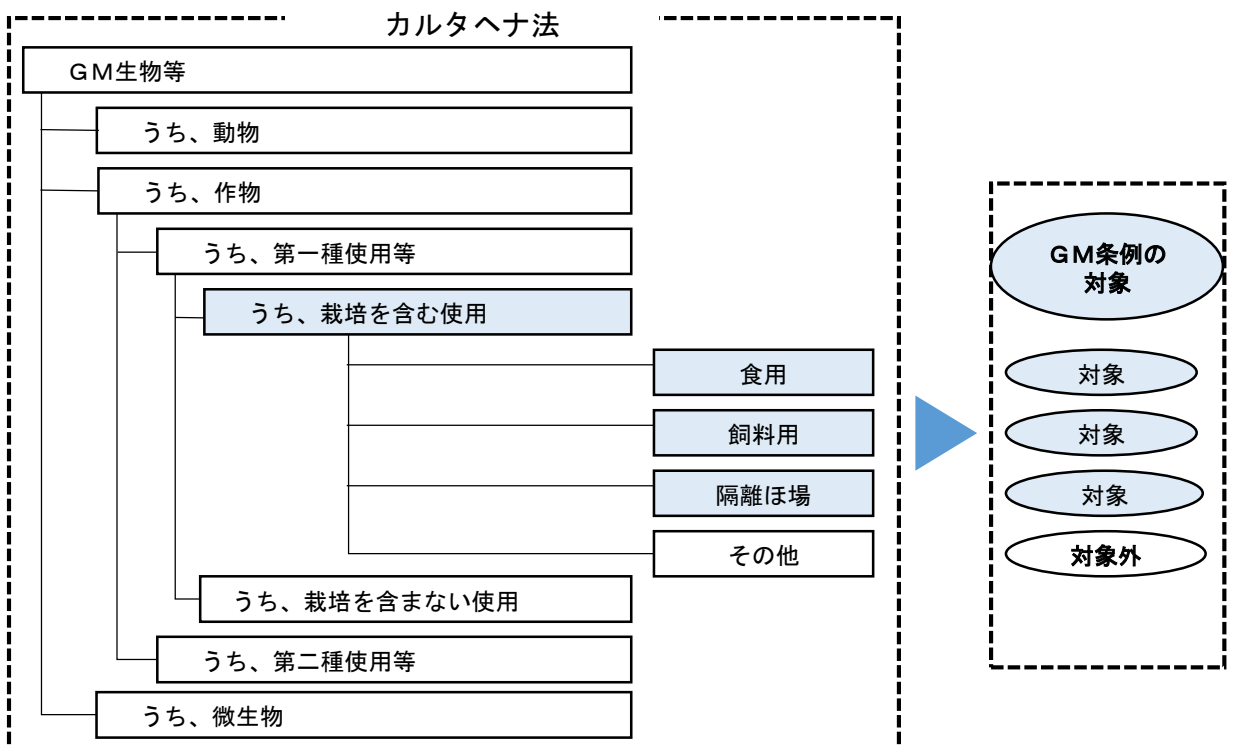 カルタヘナ法
GM生物等
うち、動物
うち、作物
うち、第一種使用等
うち、栽培を含む使用
食用
飼料用
隔離ほ場
その他
うち、栽培を含まない使用
うち、第二種使用等
うち、微生物
GM条例の
対象
対象
対象
対象
対象外